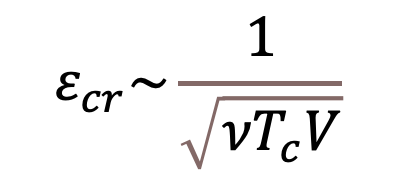 ε_cr ~ 1 / √(νT_cV)